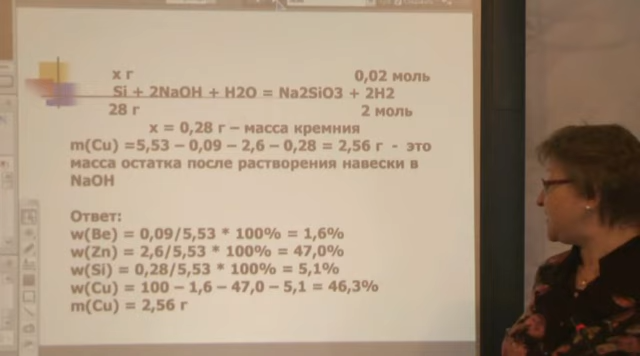 х г 0,02 моль
Si + 2NaOH + H2O = Na2SiO3 + 2H2
28 г 2 моль
х = 0,28 г – масса кремния
m(Cu) =5,53 – 0,09 – 2,6 – 0,28 = 2,56 г - это
масса остатка после растворения навески в
NaOH
Ответ:
w(Be) = 0,09/5,53 * 100% = 1,6%
w(Zn) = 2,6/5,53 * 100% = 47,0%
w(Si) = 0,28/5,53 * 100% = 5,1%
w(Cu) = 100 – 1,6 – 47,0 – 5,1 = 46,3%
m(Cu) = 2,56 г